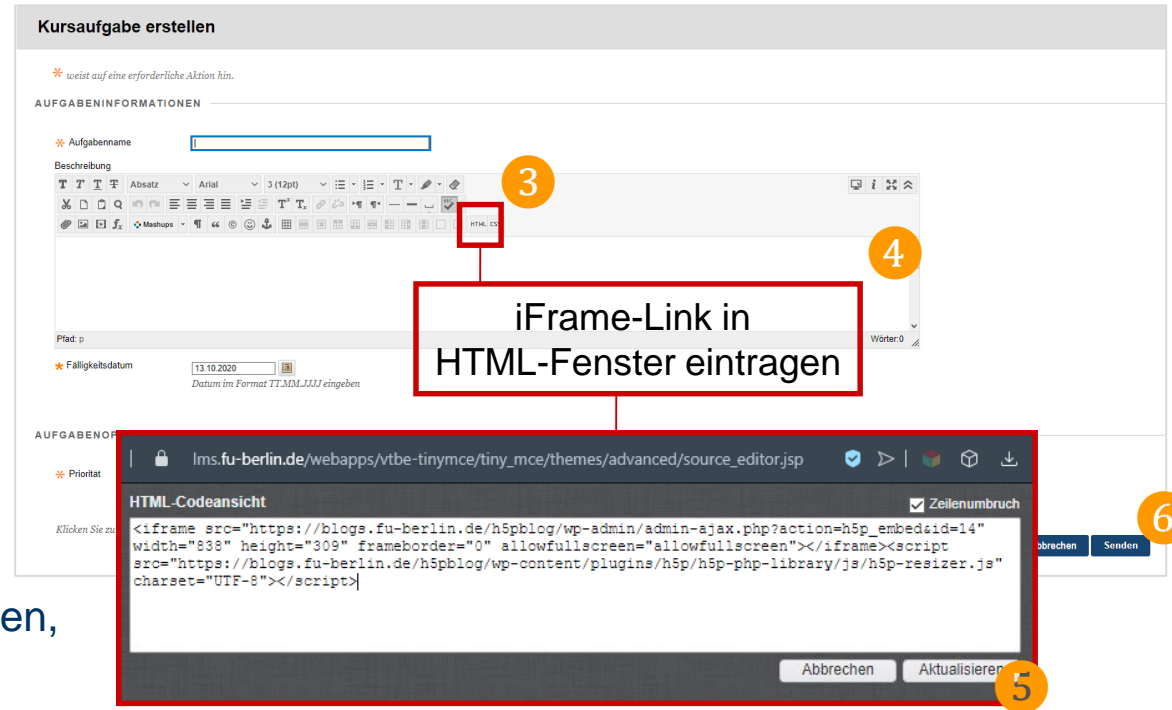 Kursaufgabe erstellen
* weist auf eine erforderliche Aktion hin.
AUFGABENINFORMATIONEN
* Aufgabenname
Beschreibung
T T T T Absatz Arial 3 (12pt)
3
Mashups HTML CSS
4
iFrame-Link in
HTML-Fenster eintragen
Pfad: p Wörter:0
* Fälligkeitsdatum 13.10.2020
Datum im Format TT.MM.JJJJ eingeben
AUFGABENOP
* Priorität
Klicken Sie zu
lms.fu-berlin.de/webapps/vtbe-tinymce/tiny_mce/themes/advanced/source_editor.jsp
HTML-Codeansicht Zeilenumbruch
<iframe src="https://blogs.fu-berlin.de/h5pblog/wp-admin/admin-ajax.php?action=h5p_embed&id=14"
width="838" height="309" frameborder="0" allowfullscreen="allowfullscreen"></iframe><script
src="https://blogs.fu-berlin.de/h5pblog/wp-content/plugins/h5p/h5p-php-library/js/h5p-resizer.js"
charset="UTF-8"></script>
Abbrechen Aktualisieren
5
bbrechen Senden
6
en,